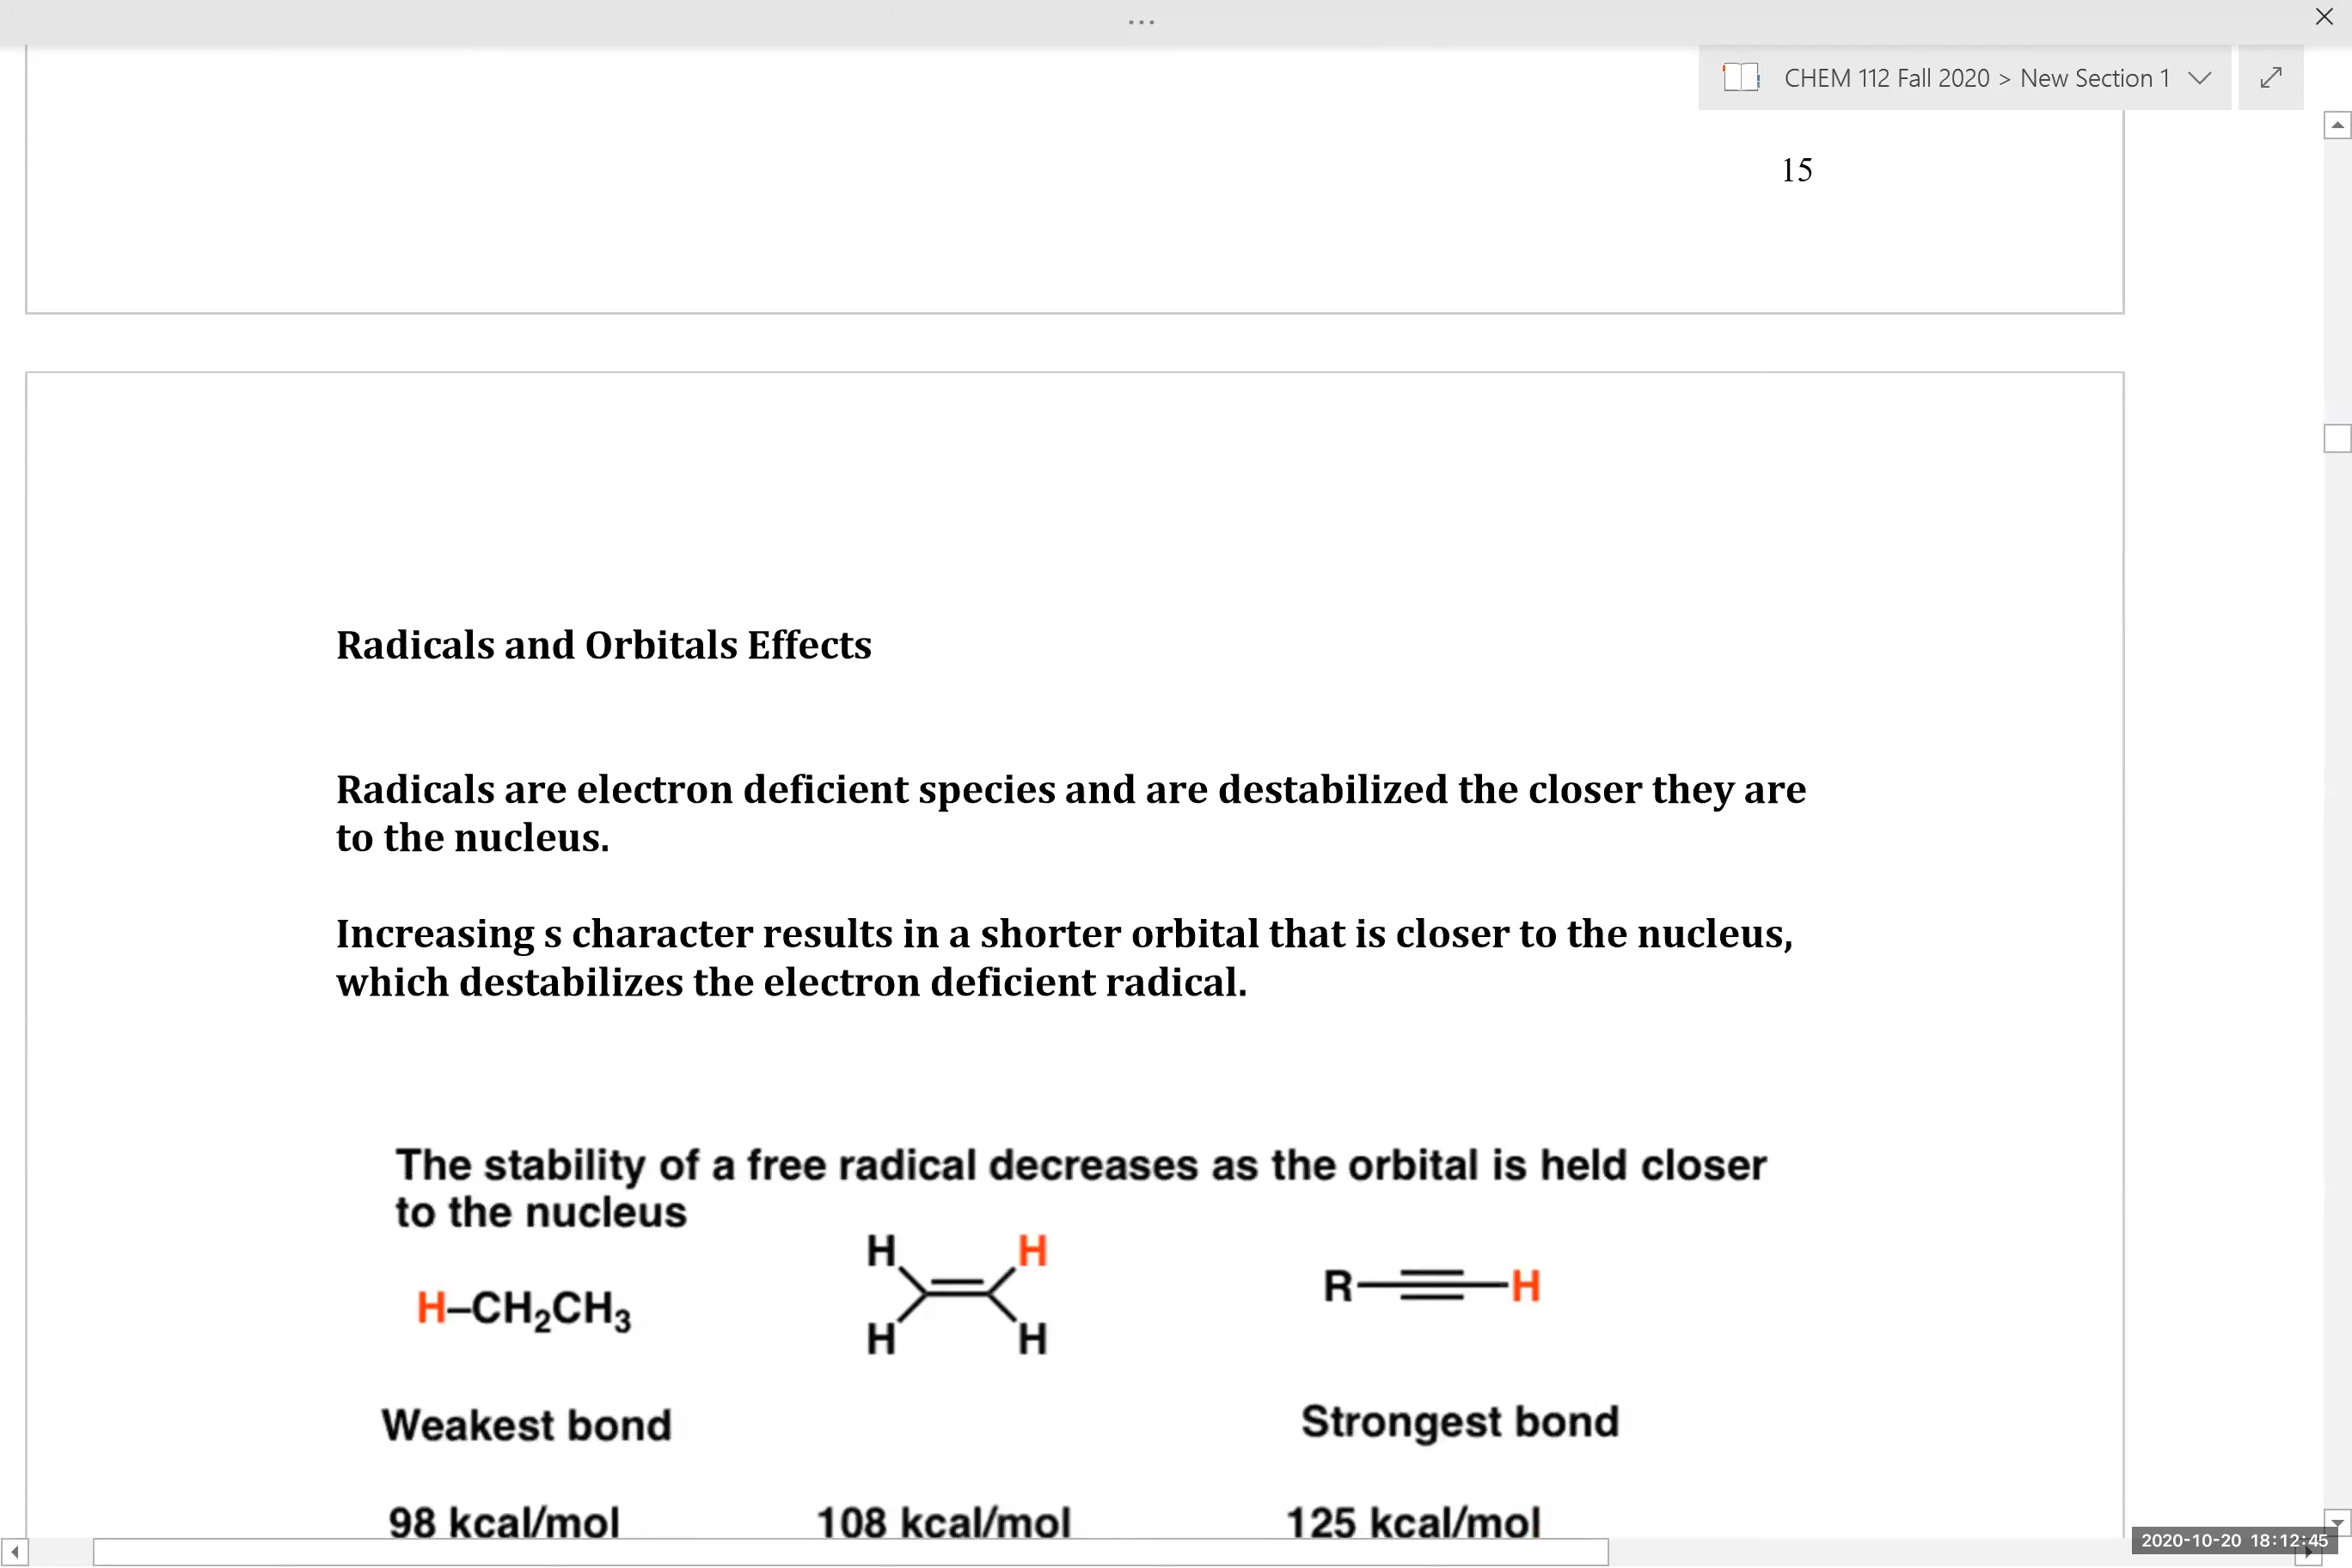 CHEM 112 Fall 2020 > New Section 1
15
Radicals and Orbitals Effects
Radicals are electron deficient species and are destabilized the closer they are
to the nucleus.
Increasing s character results in a shorter orbital that is closer to the nucleus,
which destabilizes the electron deficient radical.
The stability of a free radical decreases as the orbital is held closer
to the nucleus
H H
H–CH₂CH₃ R H
H H
Weakest bond Strongest bond
98 kcal/mol 108 kcal/mol 125 kcal/mol
2020-10-20 18:12:45